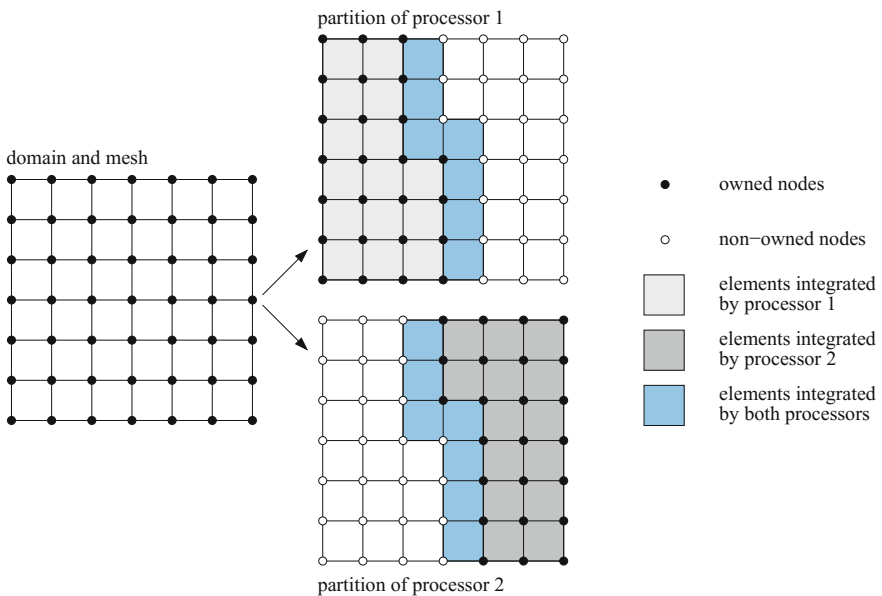 partition of processor 1
domain and mesh
owned nodes
non−owned nodes
elements integrated
by processor 1
elements integrated
by processor 2
elements integrated
by both processors
partition of processor 2